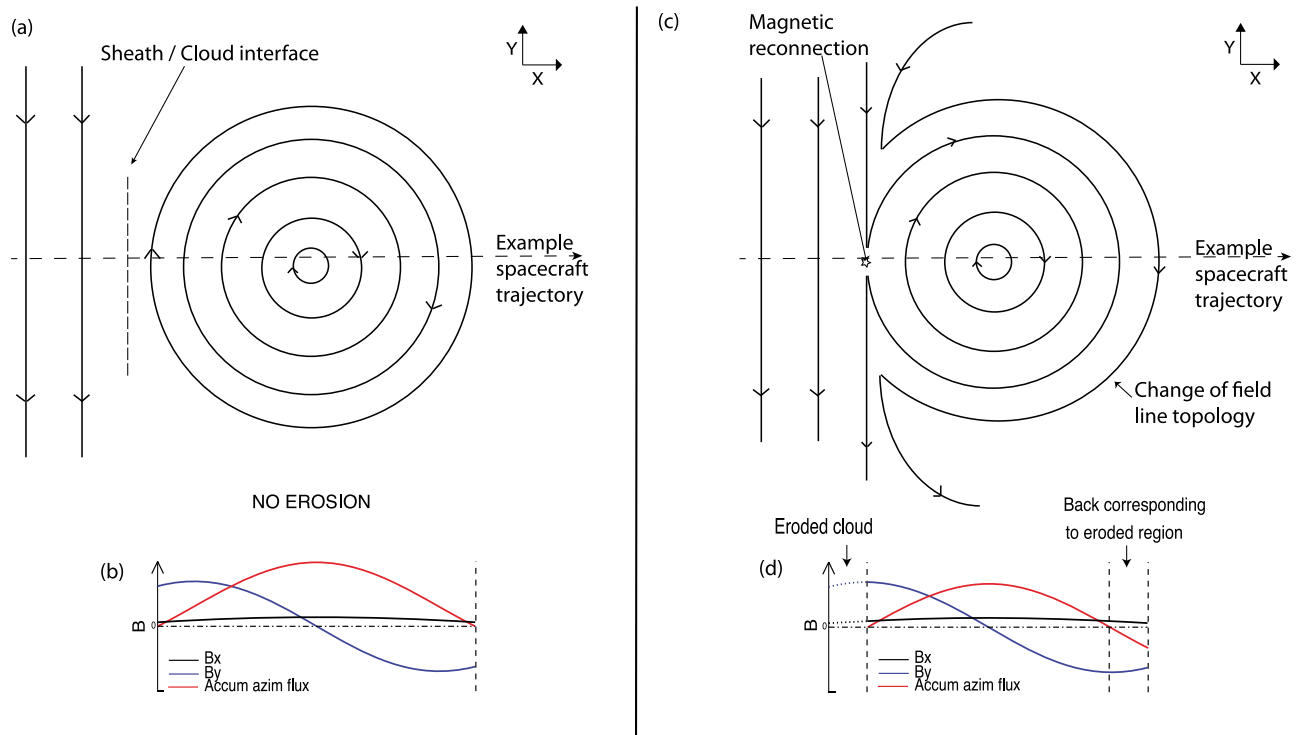 (a)
Sheath / Cloud interface
Y
X
Example
spacecraft
trajectory
NO EROSION
(b)
B
0
Bx
By
Accum azim flux
(c)
Magnetic
reconnection
Y
X
Example
spacecraft
trajectory
Change of field
line topology
Eroded cloud
Back corresponding
to eroded region
(d)
B
0
Bx
By
Accum azim flux